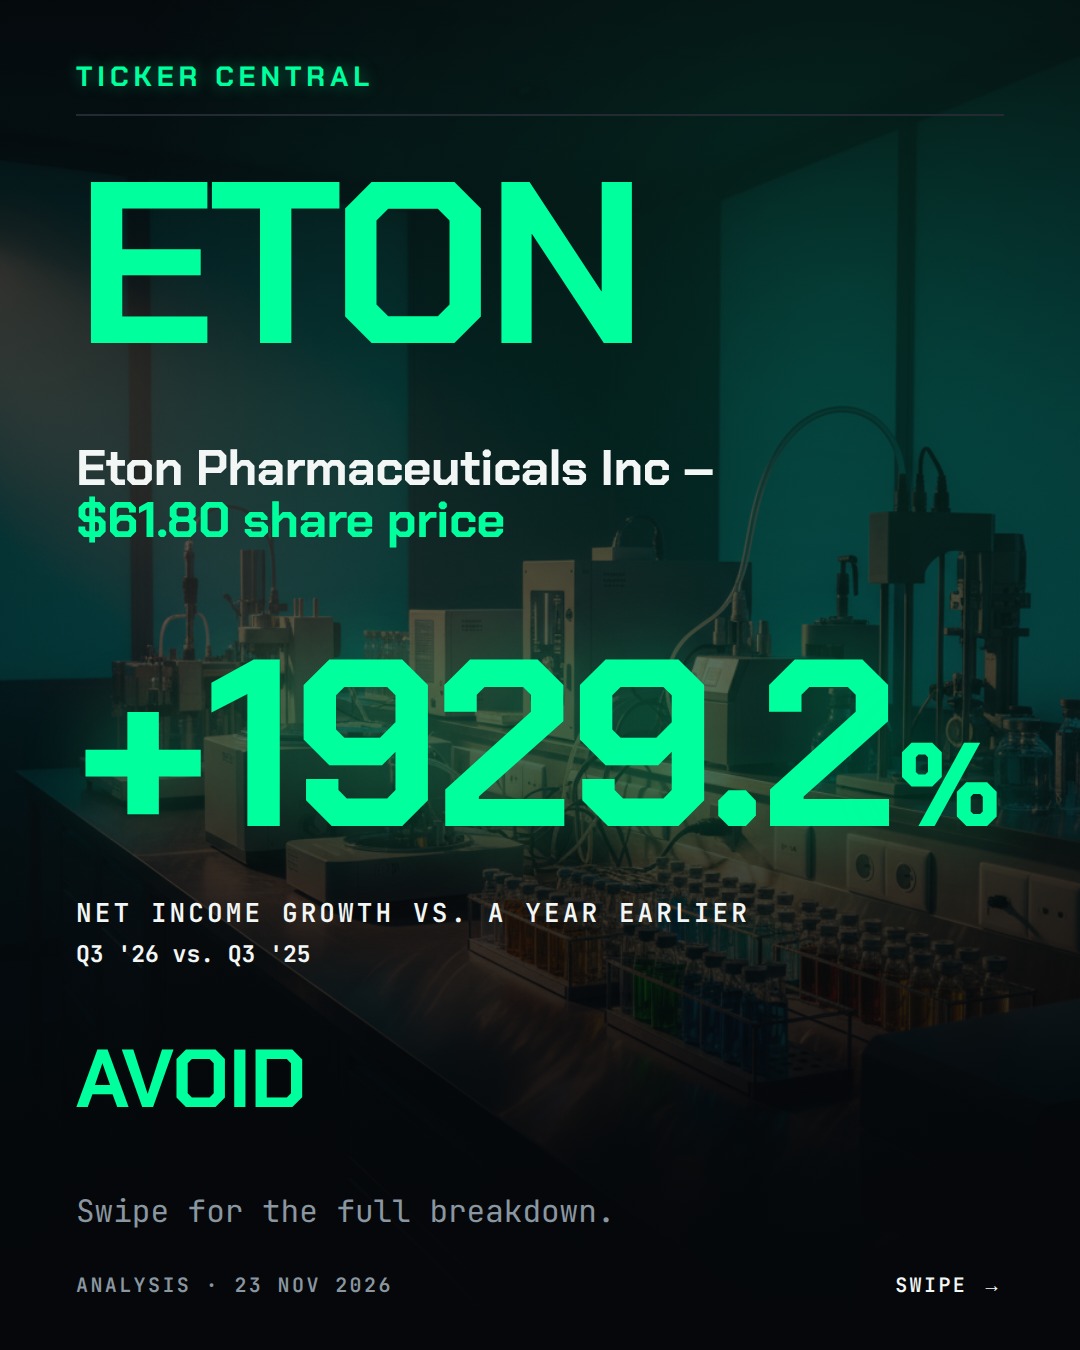 TICKER CENTRAL
ETON
Eton Pharmaceuticals Inc —
$61.80 share price
+1929.2%
NET INCOME GROWTH VS. A YEAR EARLIER
Q3 '26 vs. Q3 '25
AVOID
Swipe for the full breakdown.
ANALYSIS · 23 NOV 2026
SWIPE →